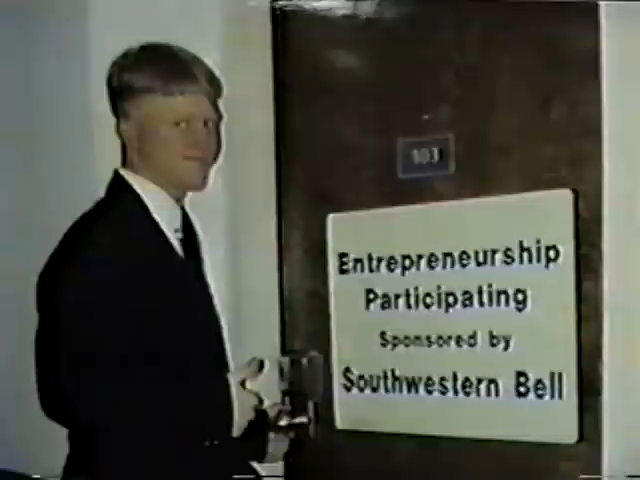 103
Entrepreneurship
Participating
Sponsored by
Southwestern Bell